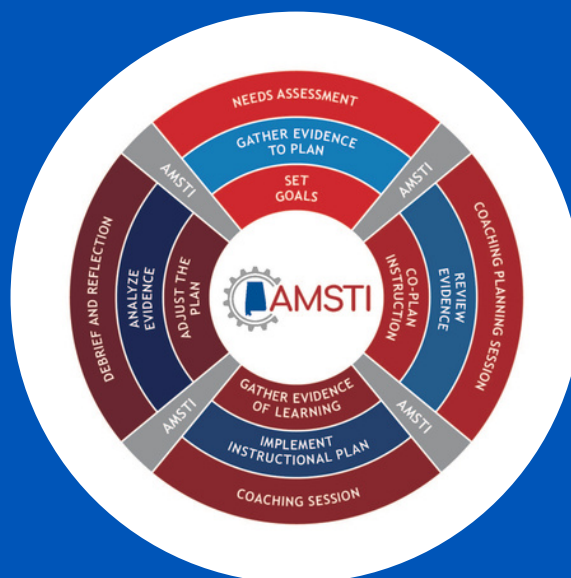 NEEDS ASSESSMENT
GATHER EVIDENCE
TO PLAN
SET
GOALS
AMSTI
COACHING PLANNING SESSION
REVIEW
EVIDENCE
CO-PLAN
INSTRUCTION
AMSTI
GATHER EVIDENCE
OF LEARNING
IMPLEMENT
INSTRUCTIONAL PLAN
COACHING SESSION
AMSTI
DEBRIEF AND REFLECTION
ANALYZE
EVIDENCE
ADJUST THE
PLAN
AMSTI
AMSTI